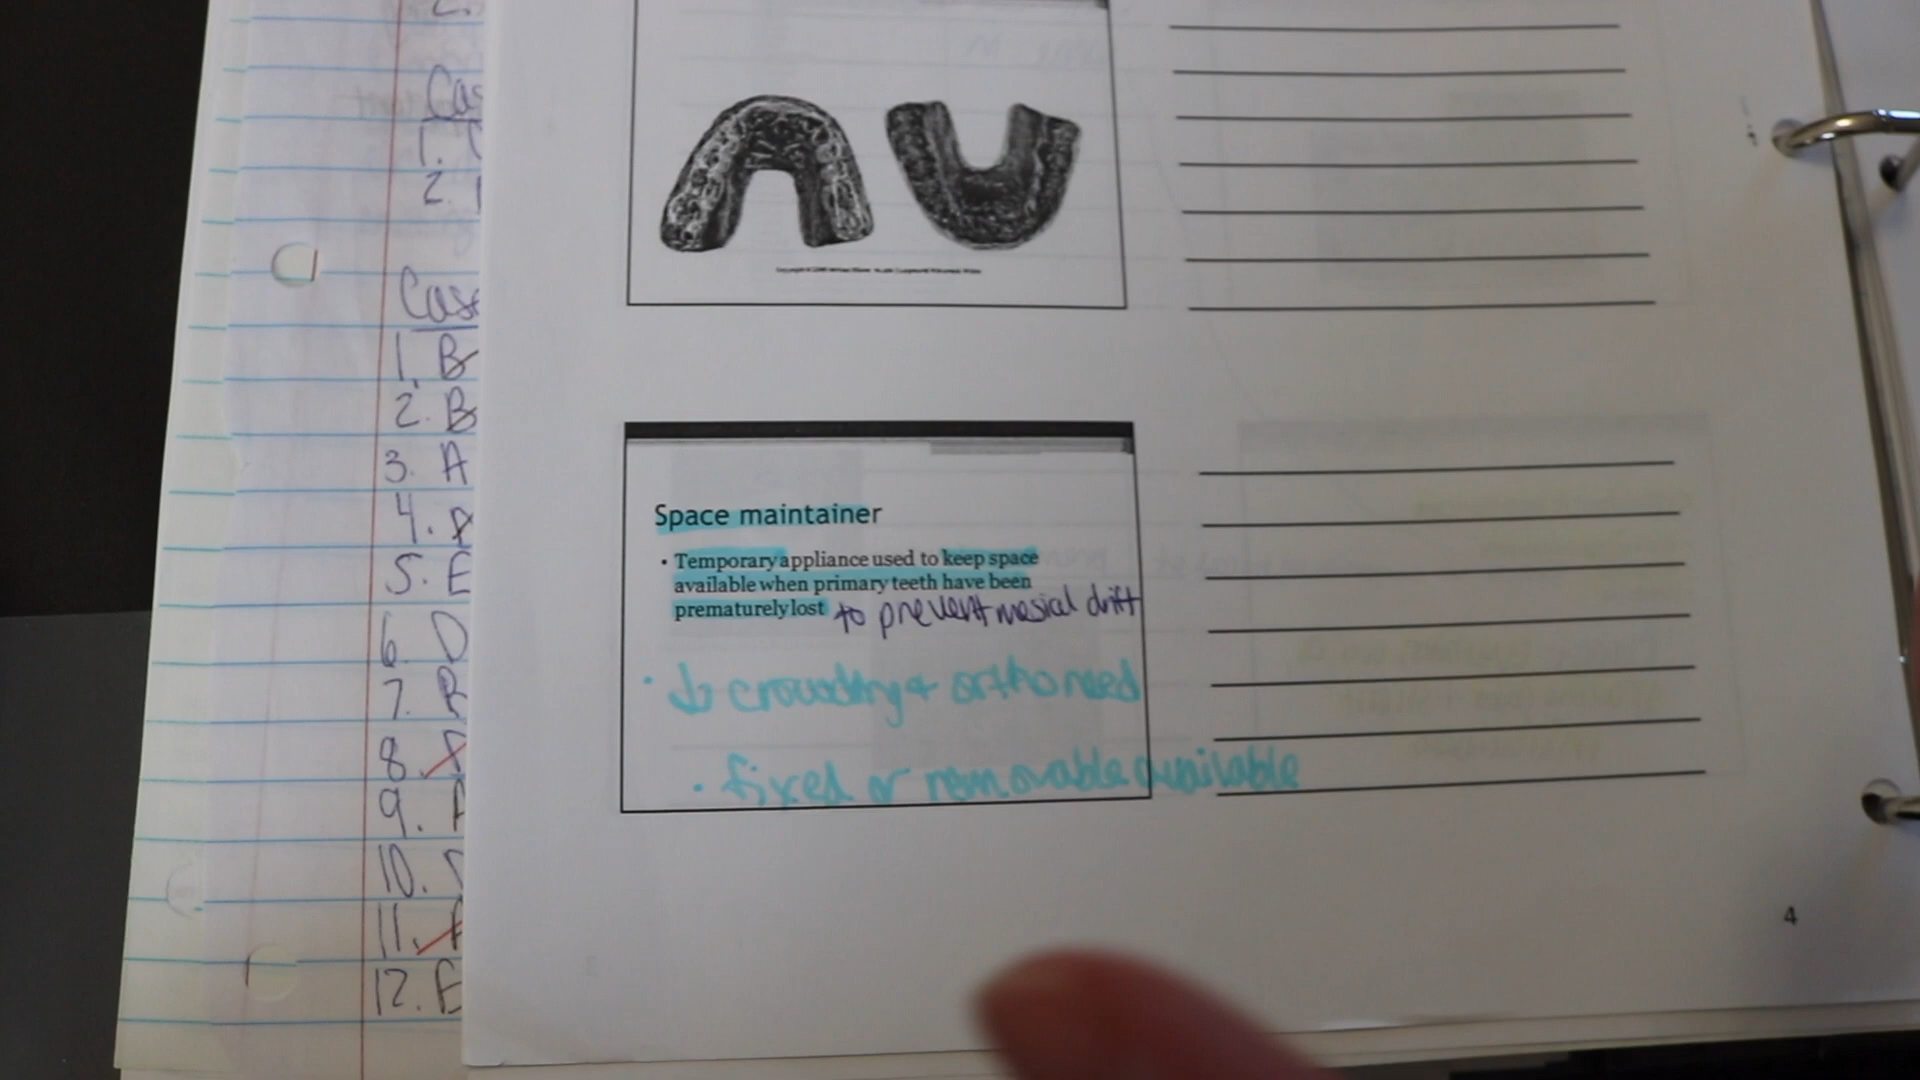 2.
Cas
1.
2.
Cas
1. B
2. B
3. A
4. A
5. E
6. D
7. R
8.
9.
10.
11.
12. E
Space maintainer
• Temporary appliance used to keep space
available when primary teeth have been
prematurely lost to prevent mesial drift
• ↓ crowding + ortho need
• fixed or removable available
4